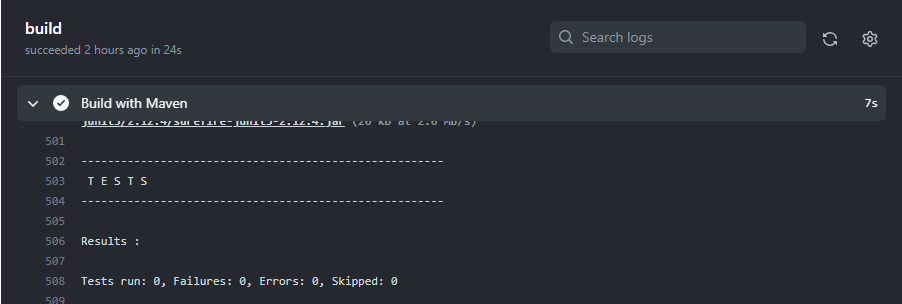 build
succeeded 2 hours ago in 24s
Search logs
Build with Maven 7s
junit3/2.12.4/surefire-junit3-2.12.4.jar (26 kB at 2.6 MB/s)
501
502 -------------------------------------------------------
503 T E S T S
504 -------------------------------------------------------
505
506 Results :
507
508 Tests run: 0, Failures: 0, Errors: 0, Skipped: 0
509